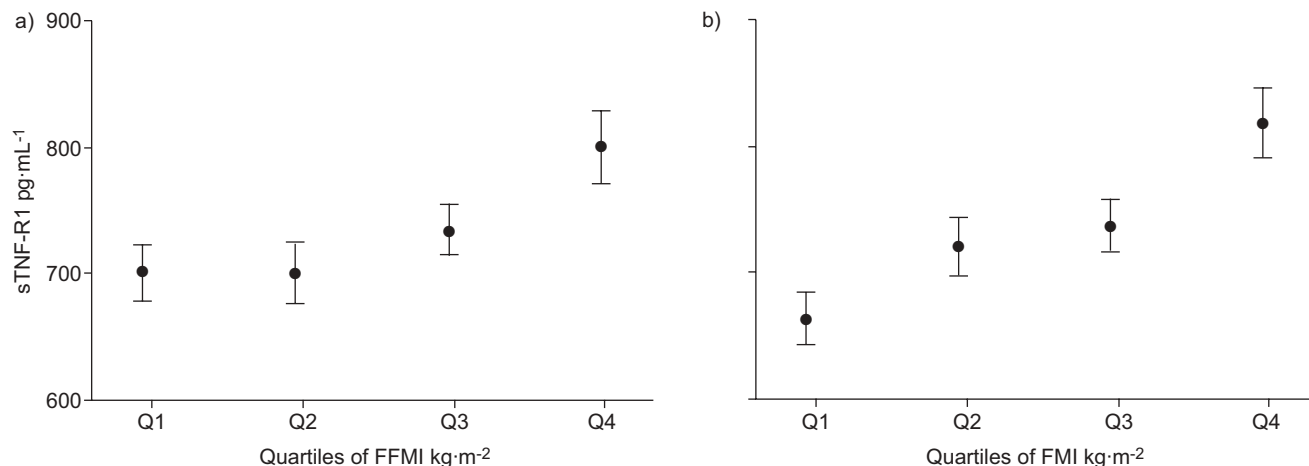 a)
900
800
700
600
sTNF-R1 pg·mL⁻¹
Q1 Q2 Q3 Q4
Quartiles of FFMI kg·m⁻²
b)
Q1 Q2 Q3 Q4
Quartiles of FMI kg·m⁻²